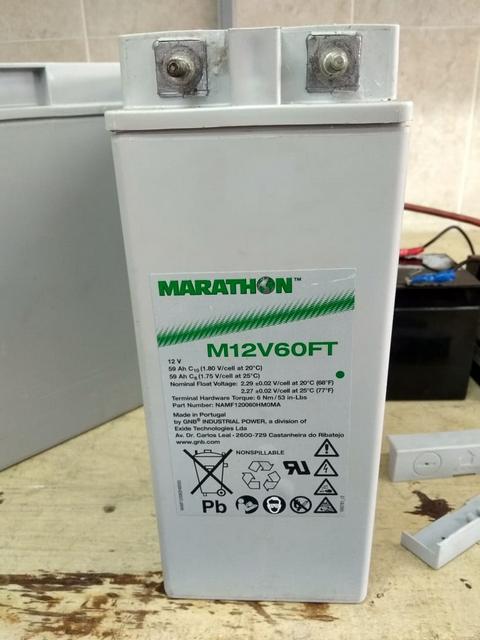 MARATHON™
M12V60FT
12 V
59 Ah C10 (1.80 V/cell at 20°C)
59 Ah C8 (1.75 V/cell at 25°C)
Nominal Float Voltage: 2.29 ±0.02 V/cell at 20°C (68°F)
2.27 ±0.02 V/cell at 25°C (77°F)
Terminal Hardware Torque: 6 Nm/53 in-Lbs
Part Number: NAMF120060HM0MA
Made in Portugal
by GNB® INDUSTRIAL POWER, a division of
Exide Technologies Lda
Av. Dr. Carlos Leal · 2600-729 Castanheira do Ribatejo
www.gnb.com
NONSPILLABLE
Pb